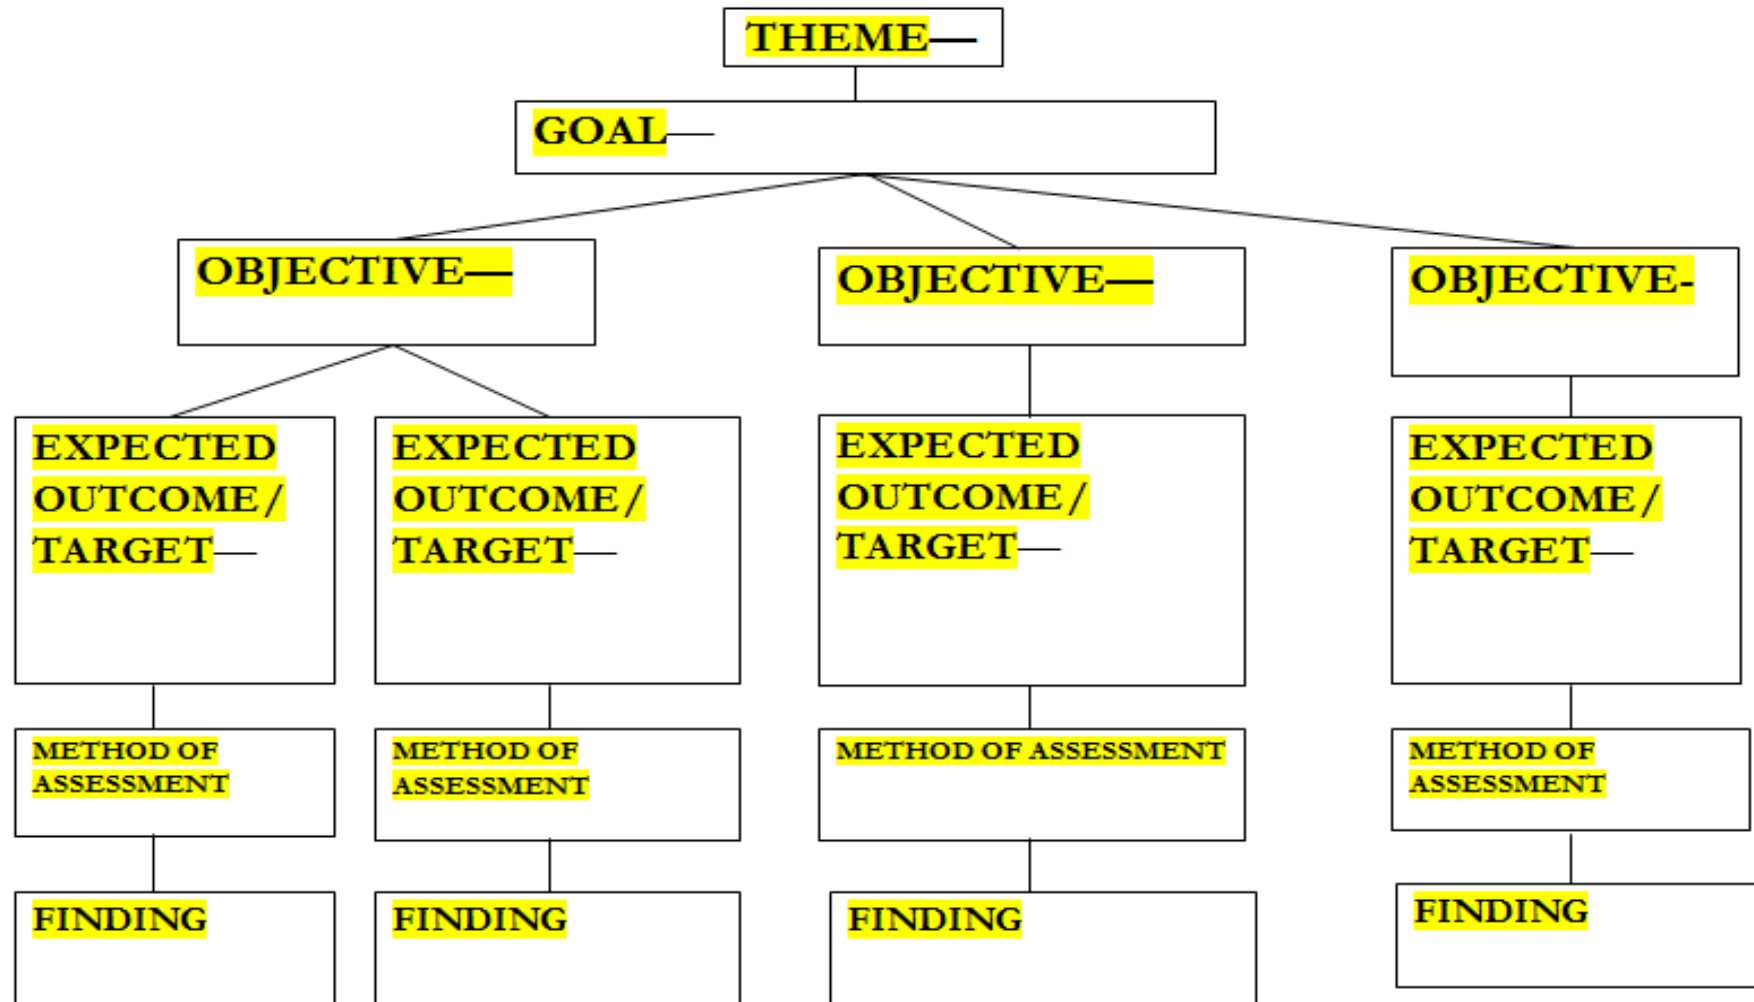 THEME—
GOAL—
OBJECTIVE—
OBJECTIVE—
OBJECTIVE-
EXPECTED
OUTCOME/
TARGET—
EXPECTED
OUTCOME/
TARGET—
EXPECTED
OUTCOME/
TARGET—
EXPECTED
OUTCOME/
TARGET—
METHOD OF
ASSESSMENT
METHOD OF
ASSESSMENT
METHOD OF ASSESSMENT
METHOD OF
ASSESSMENT
FINDING
FINDING
FINDING
FINDING